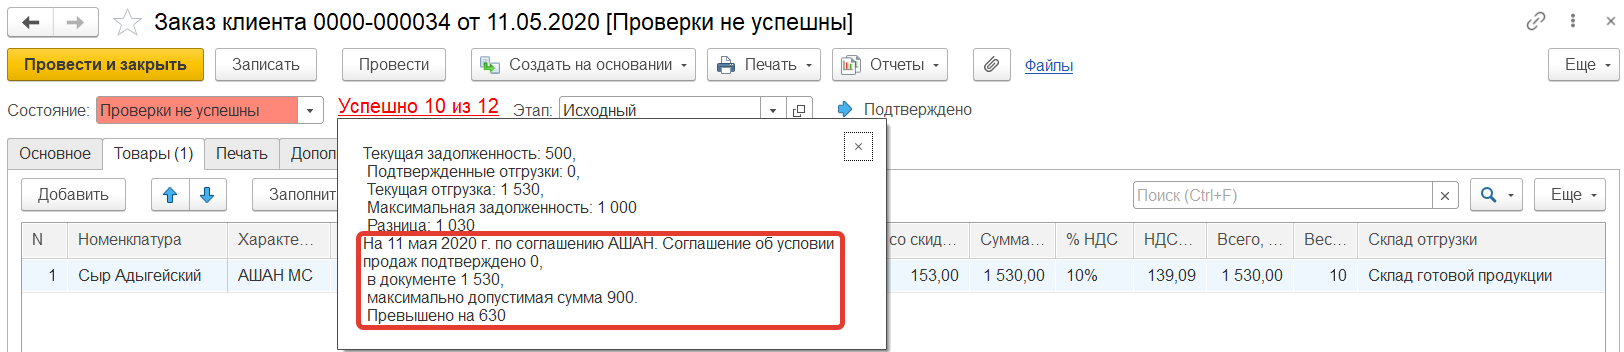 Заказ клиента 0000-000034 от 11.05.2020 [Проверки не успешны]
Провести и закрыть Записать Провести Создать на основании Печать Отчеты Файлы Еще
Состояние: Проверки не успешны Успешно 10 из 12 Этап: Исходный Подтверждено
Основное Товары (1) Печать Допол
Текущая задолженность: 500,
Подтвержденные отгрузки: 0,
Текущая отгрузка: 1 530,
Максимальная задолженность: 1 000
Разница: 1 030
На 11 мая 2020 г. по соглашению АШАН. Соглашение об условии
продаж подтверждено 0,
в документе 1 530,
максимально допустимая сумма 900.
Превышено на 630
Добавить Заполнит Поиск (Ctrl+F) × Еще
N Номенклатура Характе... со скид... Сумма... % НДС НДС... Всего, ... Вес... Склад отгрузки
1 Сыр Адыгейский АШАН МС 153,00 1 530,00 10% 139,09 1 530,00 10 Склад готовой продукции